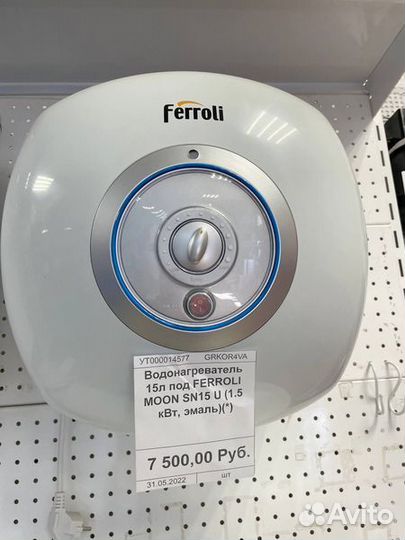 Ferroli
УТ000014577 GRKOR4VA
Водонагреватель
15л под FERROLI
MOON SN15 U (1.5
кВт, эмаль)(*)
7 500,00 Руб.
31.05.2022 шт
Avito